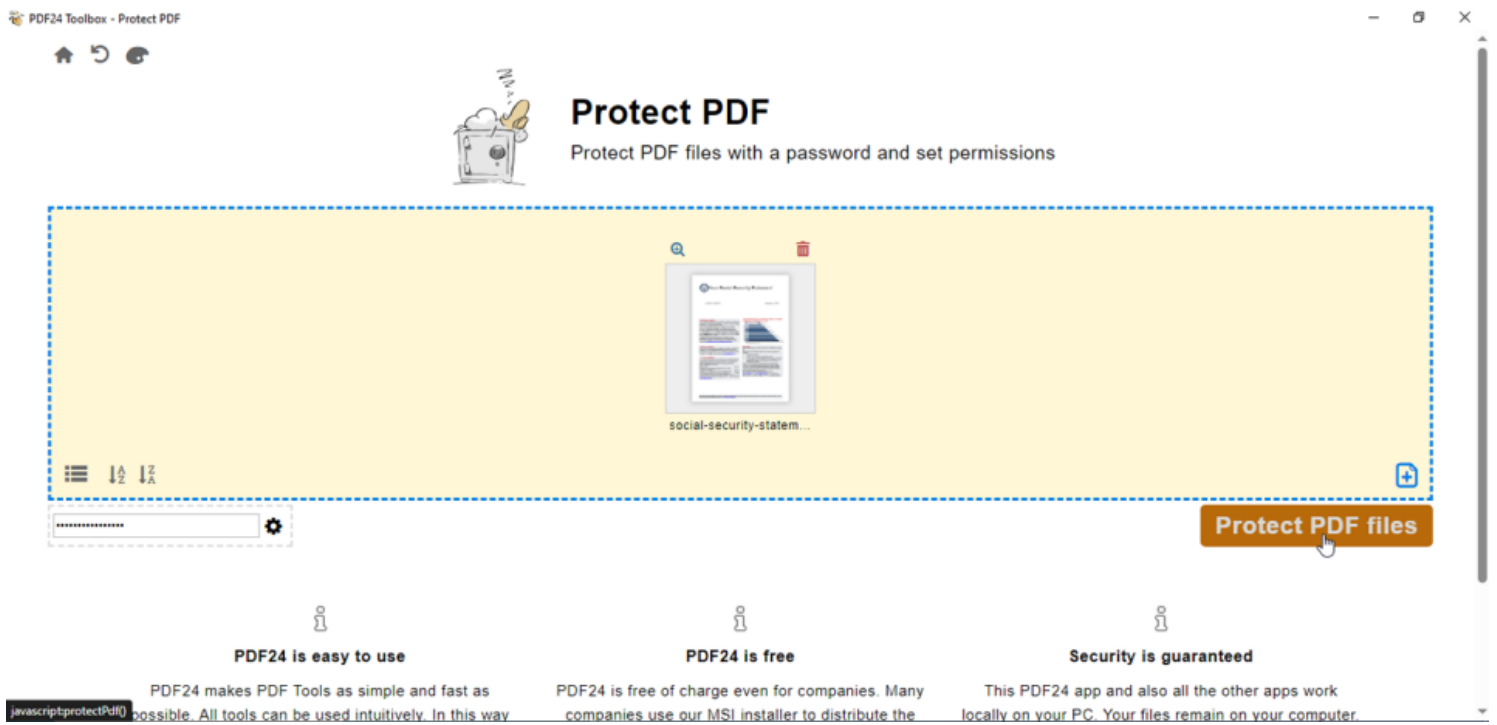 PDF24 Toolbox - Protect PDF
Protect PDF
Protect PDF files with a password and set permissions
social-security-statem...
Protect PDF files
PDF24 is easy to use
PDF24 is free
Security is guaranteed
PDF24 makes PDF Tools as simple and fast as
possible. All tools can be used intuitively. In this way
PDF24 is free of charge even for companies. Many
companies use our MSI installer to distribute the
This PDF24 app and also all the other apps work
locally on your PC. Your files remain on your computer.
javascript:protectPdf()